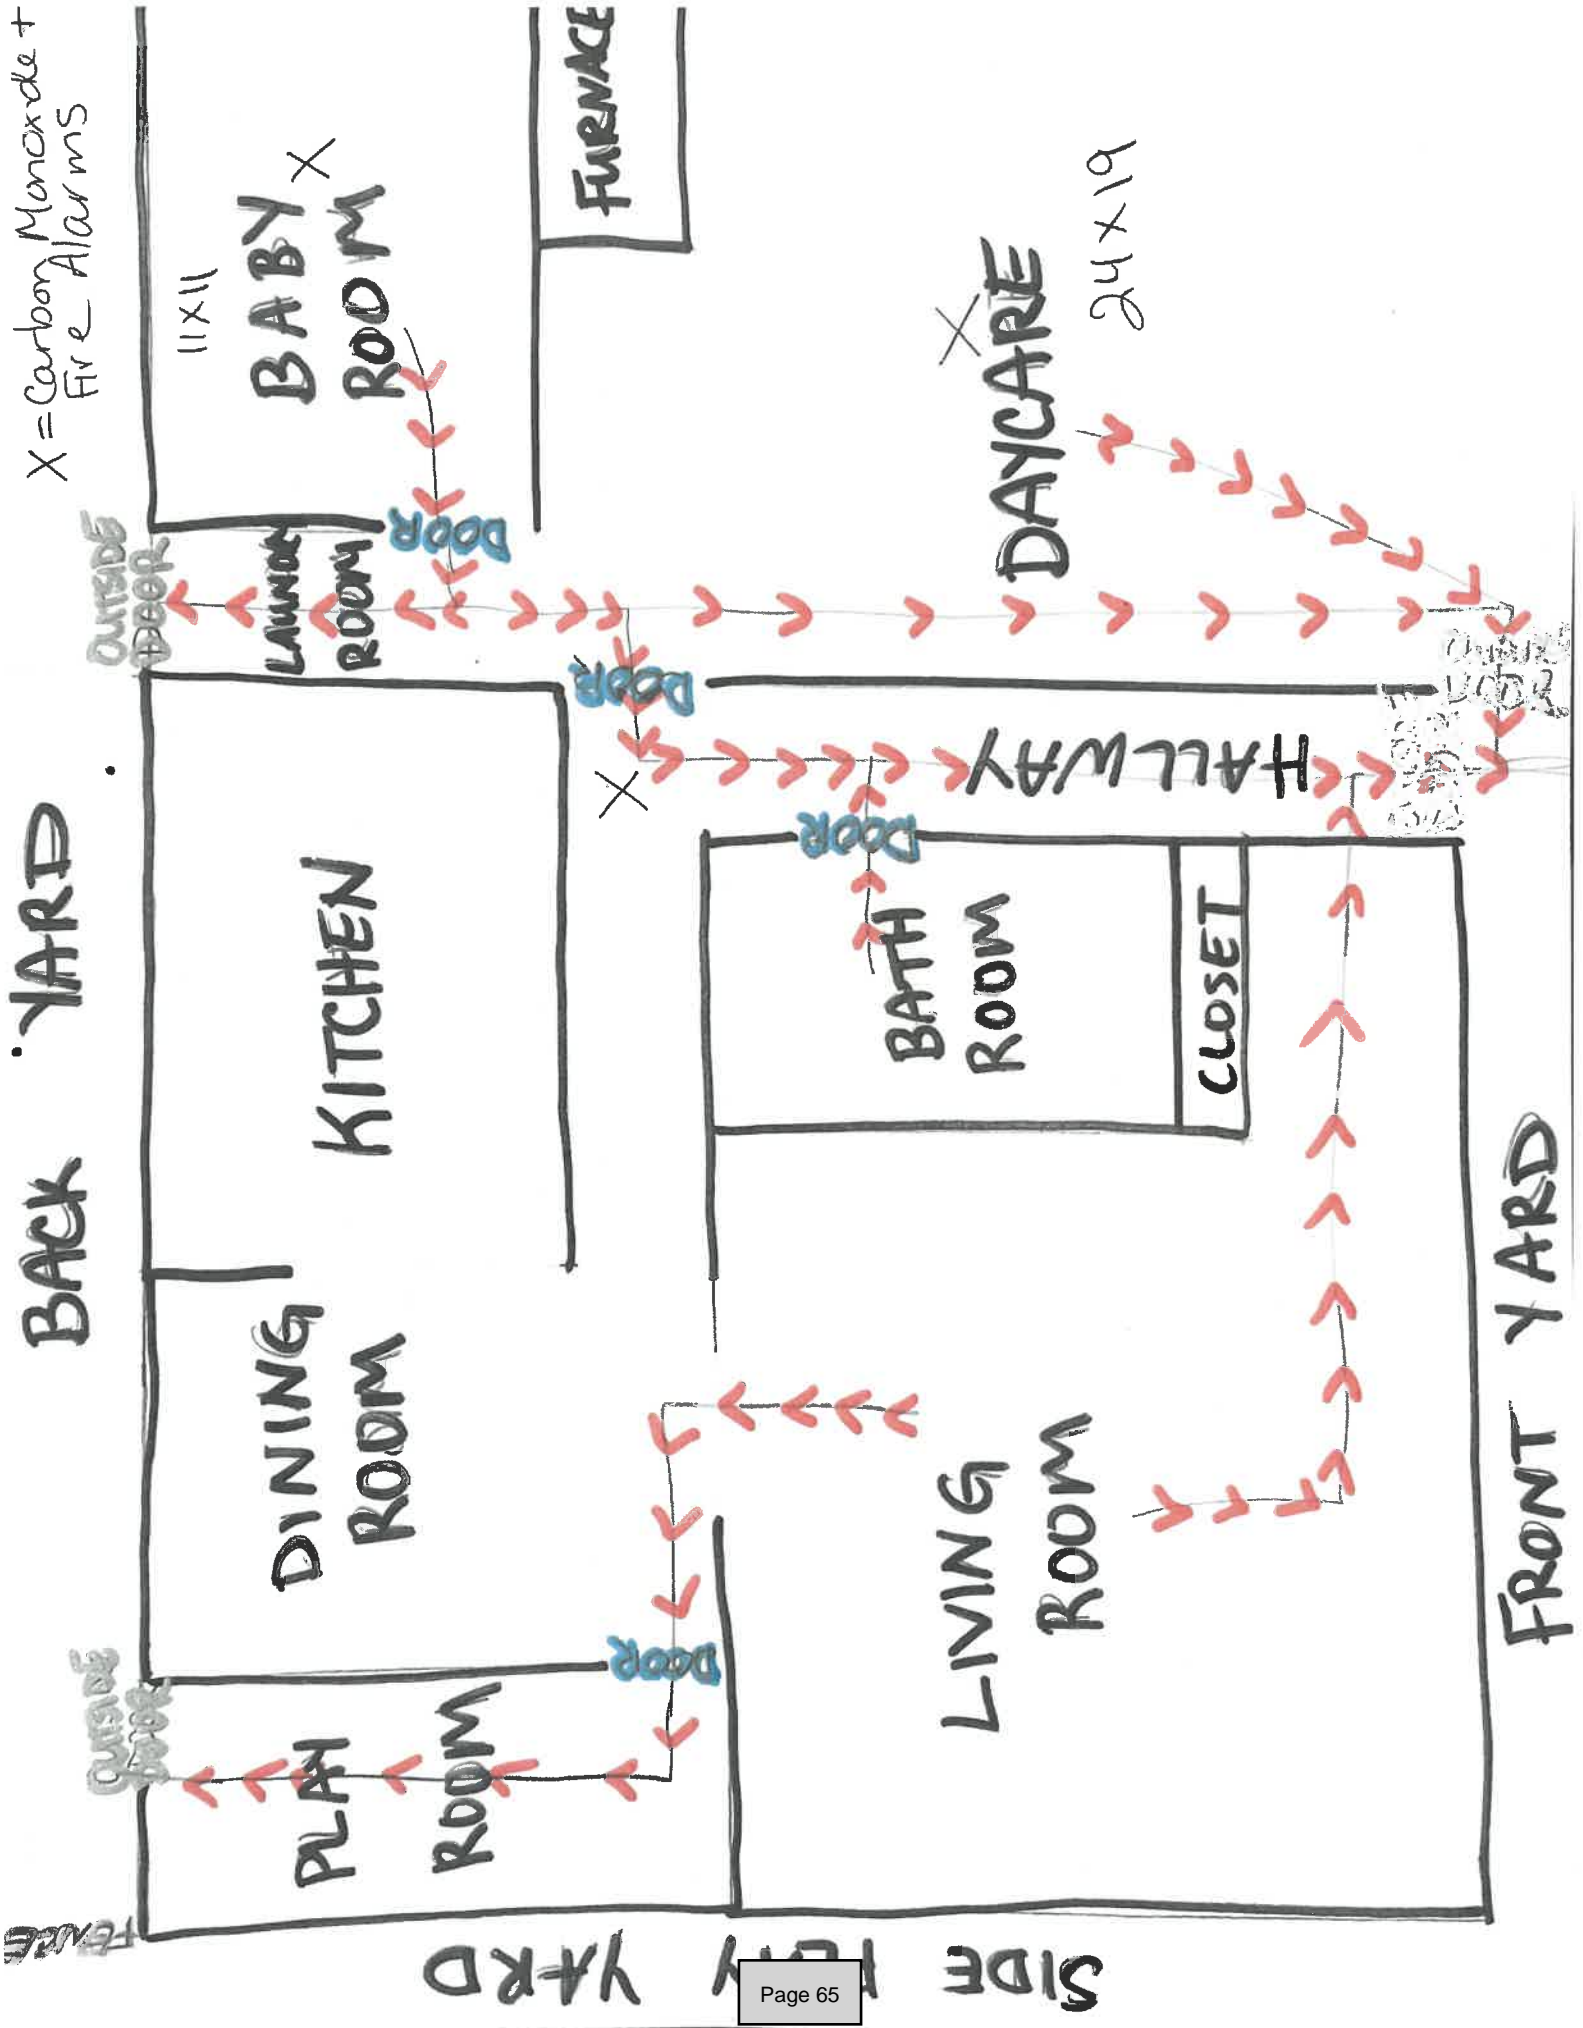 X = Carbon Monoxide +
Fire Alarms
BACK YARD
FENCE
OUTSIDE
DOOR
OUTSIDE
DOOR
PLAY
ROOM
DINING
ROOM
KITCHEN
LAUNDRY
ROOM
11X11
BABY
ROOM
X
FURNACE
DOOR
DOOR
DOOR
X
DOOR
HALLWAY
BATH
ROOM
CLOSET
LIVING
ROOM
X
DAYCARE
24X19
DOOR
FRONT YARD
SIDE
YARD
Page 65